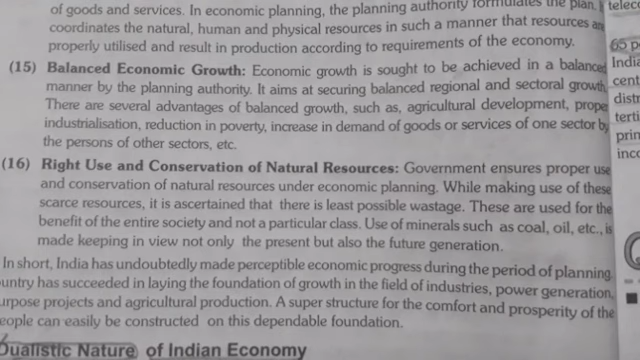 of goods and services. In economic planning, the planning authority formulates the plan. It
coordinates the natural, human and physical resources in such a manner that resources are
properly utilised and result in production according to requirements of the economy.
(15) Balanced Economic Growth: Economic growth is sought to be achieved in a balanced
manner by the planning authority. It aims at securing balanced regional and sectoral growth.
There are several advantages of balanced growth, such as, agricultural development, prope
industrialisation, reduction in poverty, increase in demand of goods or services of one sector by
the persons of other sectors, etc.
(16) Right Use and Conservation of Natural Resources: Government ensures proper use
and conservation of natural resources under economic planning. While making use of these
scarce resources, it is ascertained that there is least possible wastage. These are used for the
benefit of the entire society and not a particular class. Use of minerals such as coal, oil, etc., is
made keeping in view not only the present but also the future generation.
In short, India has undoubtedly made perceptible economic progress during the period of planning.
ountry has succeeded in laying the foundation of growth in the field of industries, power generation,
urpose projects and agricultural production. A super structure for the comfort and prosperity of the
eople can easily be constructed on this dependable foundation.
Dualistic Nature of Indian Economy
telec
65 p
India
cent
distr
terti
prin
inco